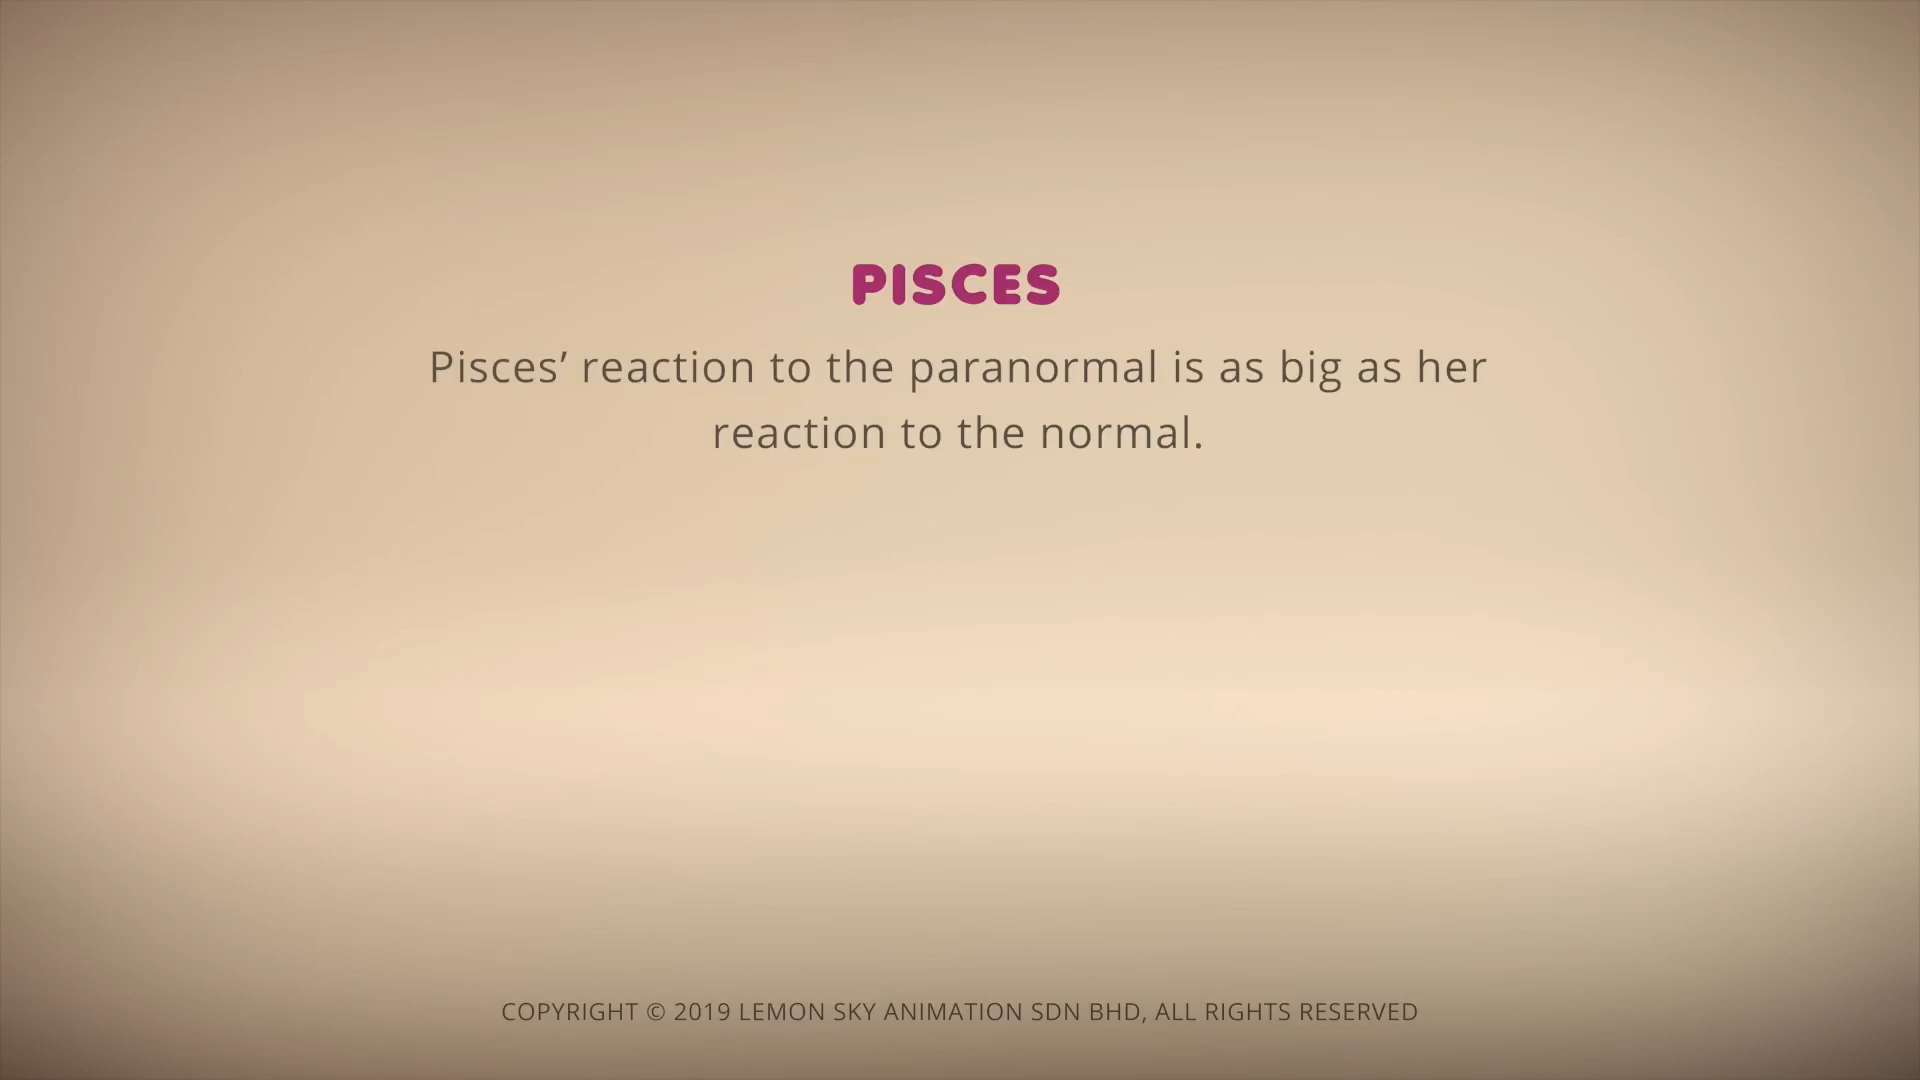 PISCES
Pisces’ reaction to the paranormal is as big as her
reaction to the normal.
COPYRIGHT © 2019 LEMON SKY ANIMATION SDN BHD, ALL RIGHTS RESERVED